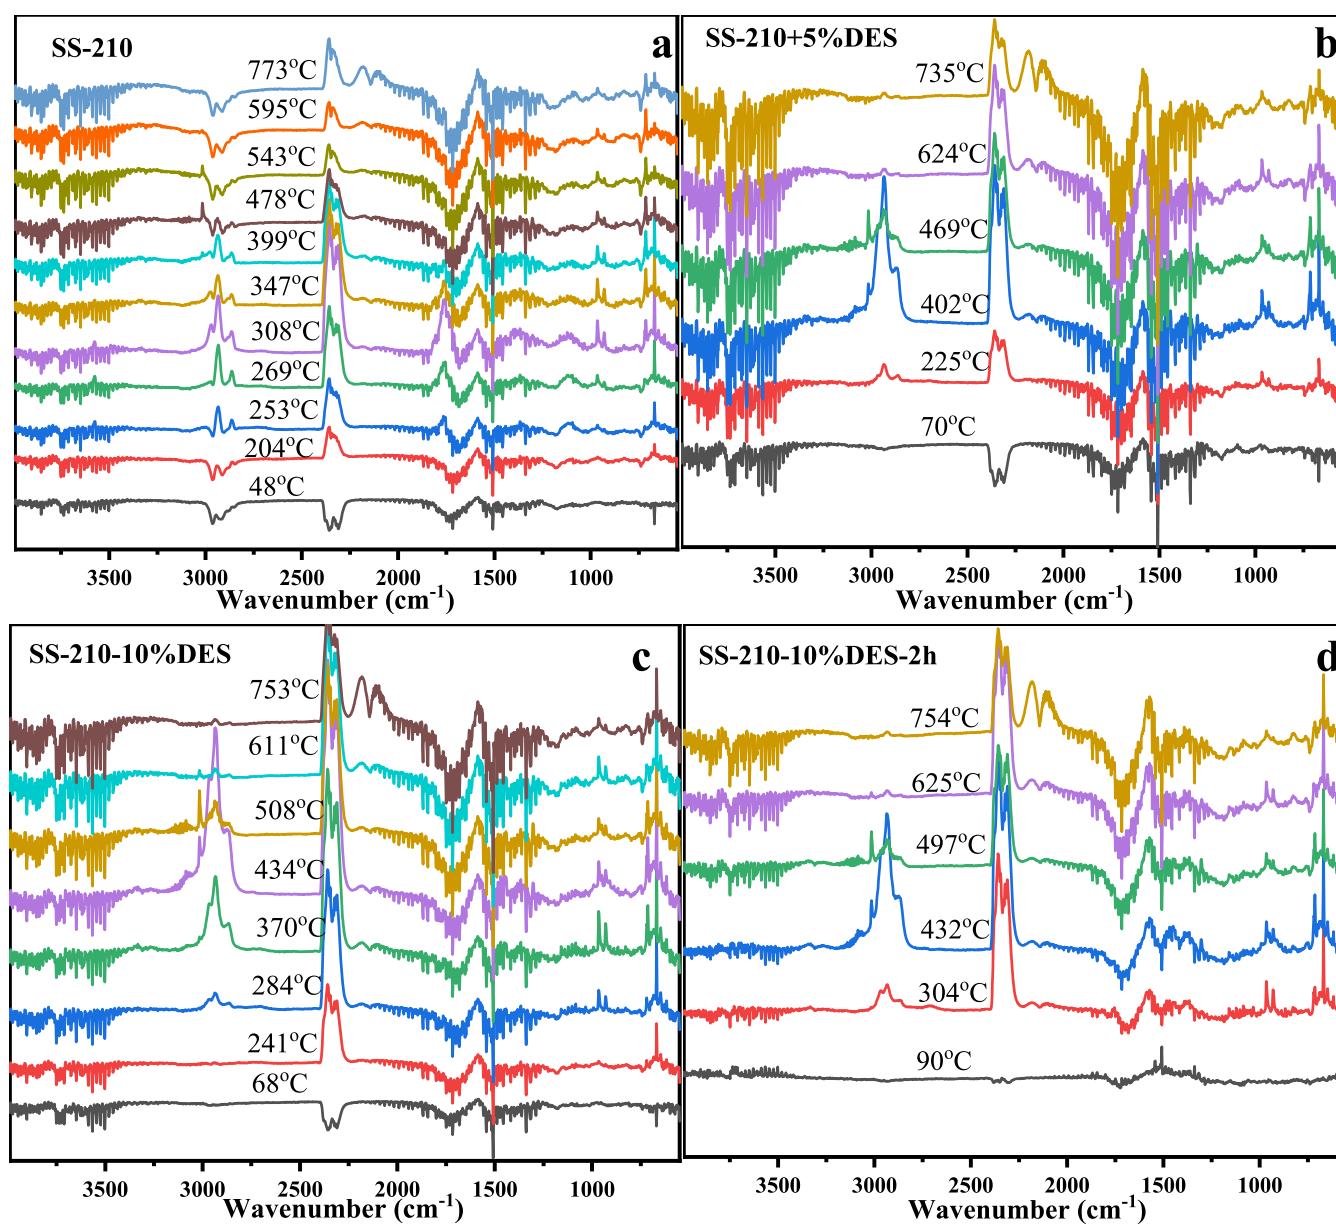 SS-210
a
773°C
595°C
543°C
478°C
399°C
347°C
308°C
269°C
253°C
204°C
48°C
3500 3000 2500 2000 1500 1000
Wavenumber (cm-1)
SS-210+5%DES
b
735°C
624°C
469°C
402°C
225°C
70°C
3500 3000 2500 2000 1500 1000
Wavenumber (cm-1)
SS-210-10%DES
c
753°C
611°C
508°C
434°C
370°C
284°C
241°C
68°C
3500 3000 2500 2000 1500 1000
Wavenumber (cm-1)
SS-210-10%DES-2h
d
754°C
625°C
497°C
432°C
304°C
90°C
3500 3000 2500 2000 1500 1000
Wavenumber (cm-1)